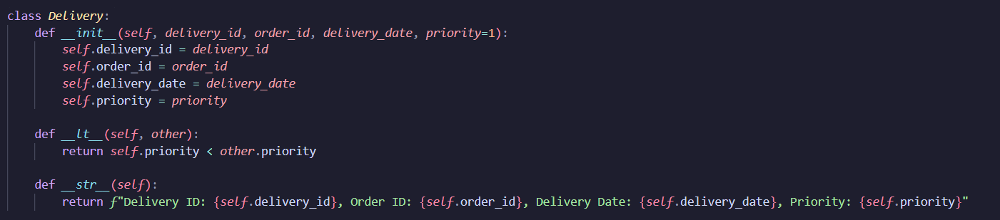 class Delivery:
    def __init__(self, delivery_id, order_id, delivery_date, priority=1):
        self.delivery_id = delivery_id
        self.order_id = order_id
        self.delivery_date = delivery_date
        self.priority = priority

    def __lt__(self, other):
        return self.priority < other.priority

    def __str__(self):
        return f"Delivery ID: {self.delivery_id}, Order ID: {self.order_id}, Delivery Date: {self.delivery_date}, Priority: {self.priority}"